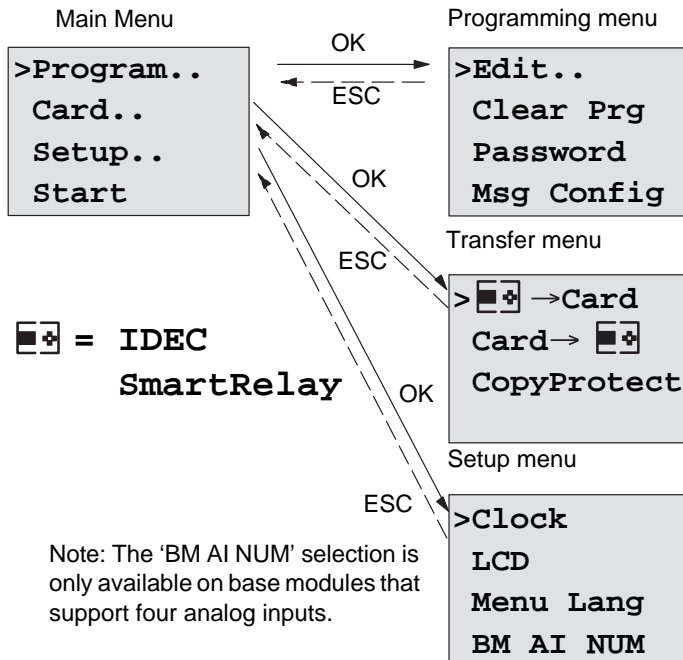 Main Menu
>Program..
Card..
Setup..
Start
OK
ESC
Programming menu
>Edit..
Clear Prg
Password
Msg Config
OK
ESC
Transfer menu
> →Card
Card→
CopyProtect
= IDEC
SmartRelay
OK
ESC
Setup menu
>Clock
LCD
Menu Lang
BM AI NUM
Note: The ‘BM AI NUM’ selection is
only available on base modules that
support four analog inputs.